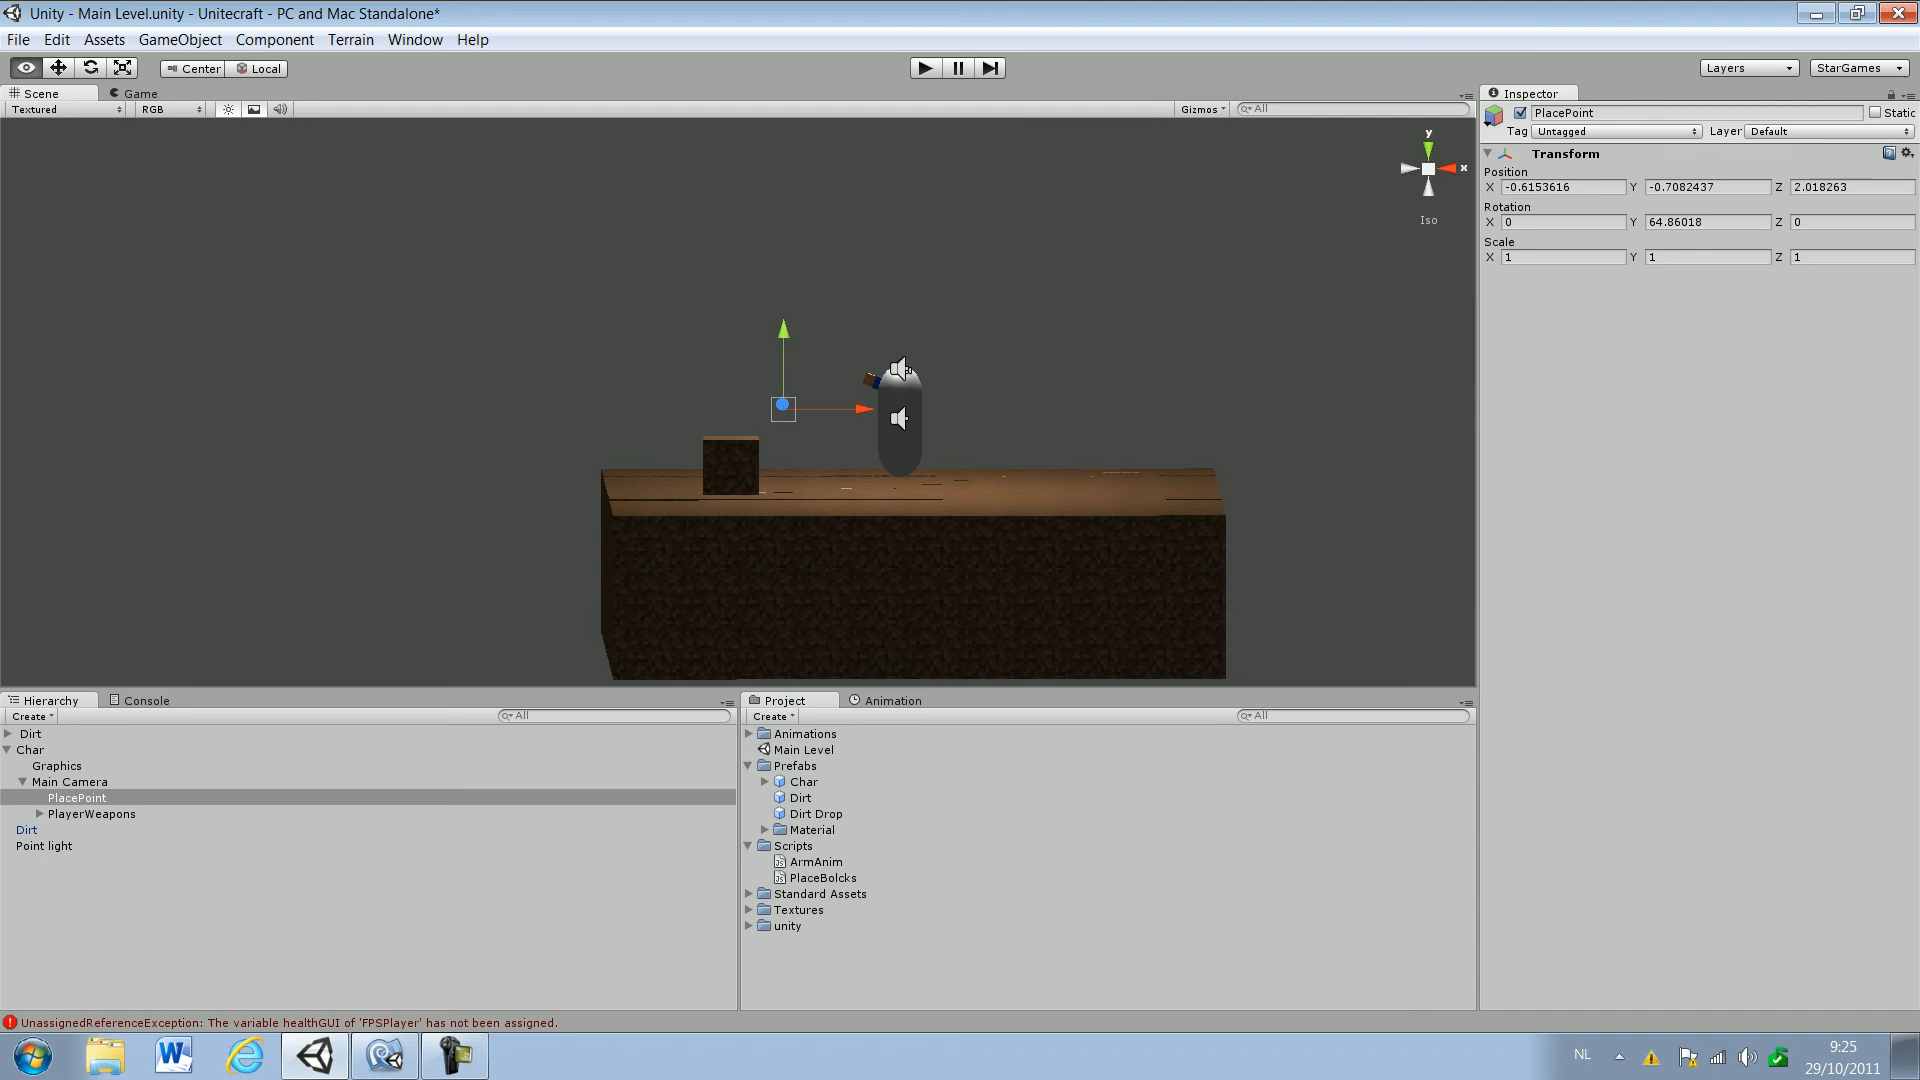 Unity - Main Level.unity - Unitecraft - PC and Mac Standalone*
File Edit Assets GameObject Component Terrain Window Help
Center Local
Layers StarGames
Scene Game
Textured RGB Gizmos All
y
x
Iso
Inspector
PlacePoint Static
Tag Untagged Layer Default
Transform
Position
X -0.6153616 Y -0.7082437 Z 2.018263
Rotation
X 0 Y 64.86018 Z 0
Scale
X 1 Y 1 Z 1
Hierarchy Console
Create All
Dirt
Char
Graphics
Main Camera
PlacePoint
PlayerWeapons
Dirt
Point light
Project Animation
Create All
Animations
Main Level
Prefabs
Char
Dirt
Dirt Drop
Material
Scripts
ArmAnim
PlaceBolcks
Standard Assets
Textures
unity
UnassignedReferenceException: The variable healthGUI of 'FPSPlayer' has not been assigned.
NL
9:25
29/10/2011